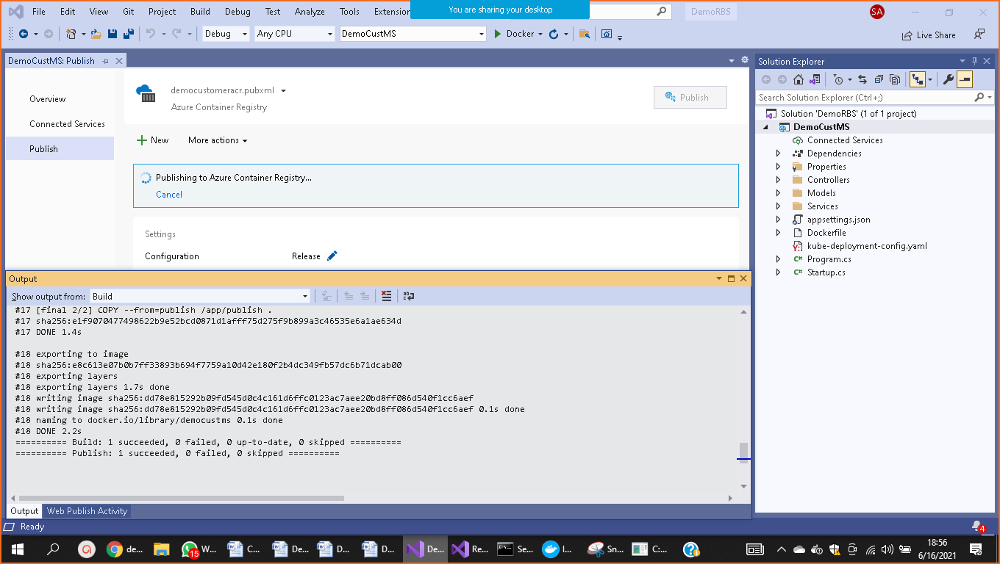 You are sharing your desktop
File Edit View Git Project Build Debug Test Analyze Tools Extension
DemoRBS
SA
Debug Any CPU DemoCustMS Docker
Live Share
DemoCustMS: Publish
Overview
Connected Services
Publish
democustomeracr.pubxml
Azure Container Registry
Publish
New More actions
Publishing to Azure Container Registry...
Cancel
Settings
Configuration Release
Output
Show output from: Build
#17 [final 2/2] COPY --from=publish /app/publish .
#17 sha256:e1f9070477498622b9e52bcd0871d1afff75d275f9b899a3c46535e6a1ae634d
#17 DONE 1.4s
#18 exporting to image
#18 sha256:e8c613e07b0b7ff33893b694f7759a10d42e180f2b4dc349fb57dc6b71dcab00
#18 exporting layers
#18 exporting layers 1.7s done
#18 writing image sha256:dd78e815292b09fd545d0c4c161d6ffc0123ac7aee20bd8ff086d540f1cc6aef
#18 writing image sha256:dd78e815292b09fd545d0c4c161d6ffc0123ac7aee20bd8ff086d540f1cc6aef 0.1s done
#18 naming to docker.io/library/democustms 0.1s done
#18 DONE 2.2s
========== Build: 1 succeeded, 0 failed, 0 up-to-date, 0 skipped ==========
========== Publish: 1 succeeded, 0 failed, 0 skipped ==========
Output Web Publish Activity
Solution Explorer
Search Solution Explorer (Ctrl+;)
Solution 'DemoRBS' (1 of 1 project)
DemoCustMS
Connected Services
Dependencies
Properties
Controllers
Models
Services
appsettings.json
Dockerfile
kube-deployment-config.yaml
Program.cs
Startup.cs
Ready
4
de...
15
W...
C...
De...
D...
D...
De...
Re...
Se...
I...
Sn...
C:...
18:56
6/16/2021